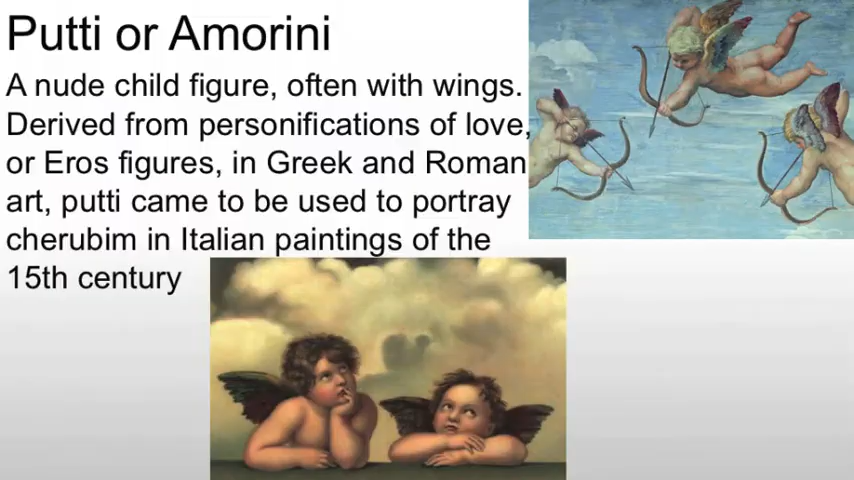 Putti or Amorini
A nude child figure, often with wings.
Derived from personifications of love,
or Eros figures, in Greek and Roman
art, putti came to be used to portray
cherubim in Italian paintings of the
15th century